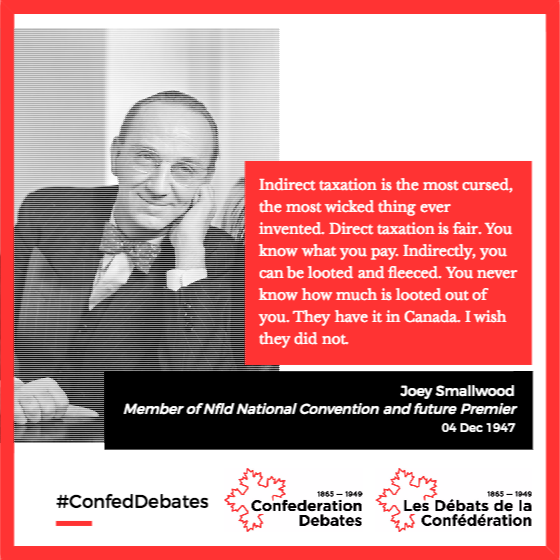 Indirect taxation is the most cursed,
the most wicked thing ever
invented. Direct taxation is fair. You
know what you pay. Indirectly, you
can be looted and fleeced. You never
know how much is looted out of
you. They have it in Canada. I wish
they did not.
Joey Smallwood
Member of Nfld National Convention and future Premier
04 Dec 1947
#ConfedDebates
1865 — 1949
Confederation
Debates
1865 — 1949
Les Débats de la
Confédération